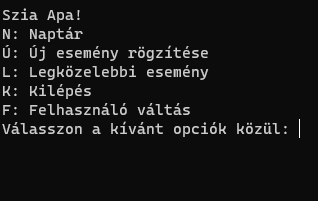 Szia Apa!
N: Naptár
Ú: Új esemény rögzítése
L: Legközelebbi esemény
K: Kilépés
F: Felhasználó váltás
Válasszon a kívánt opciók közül: